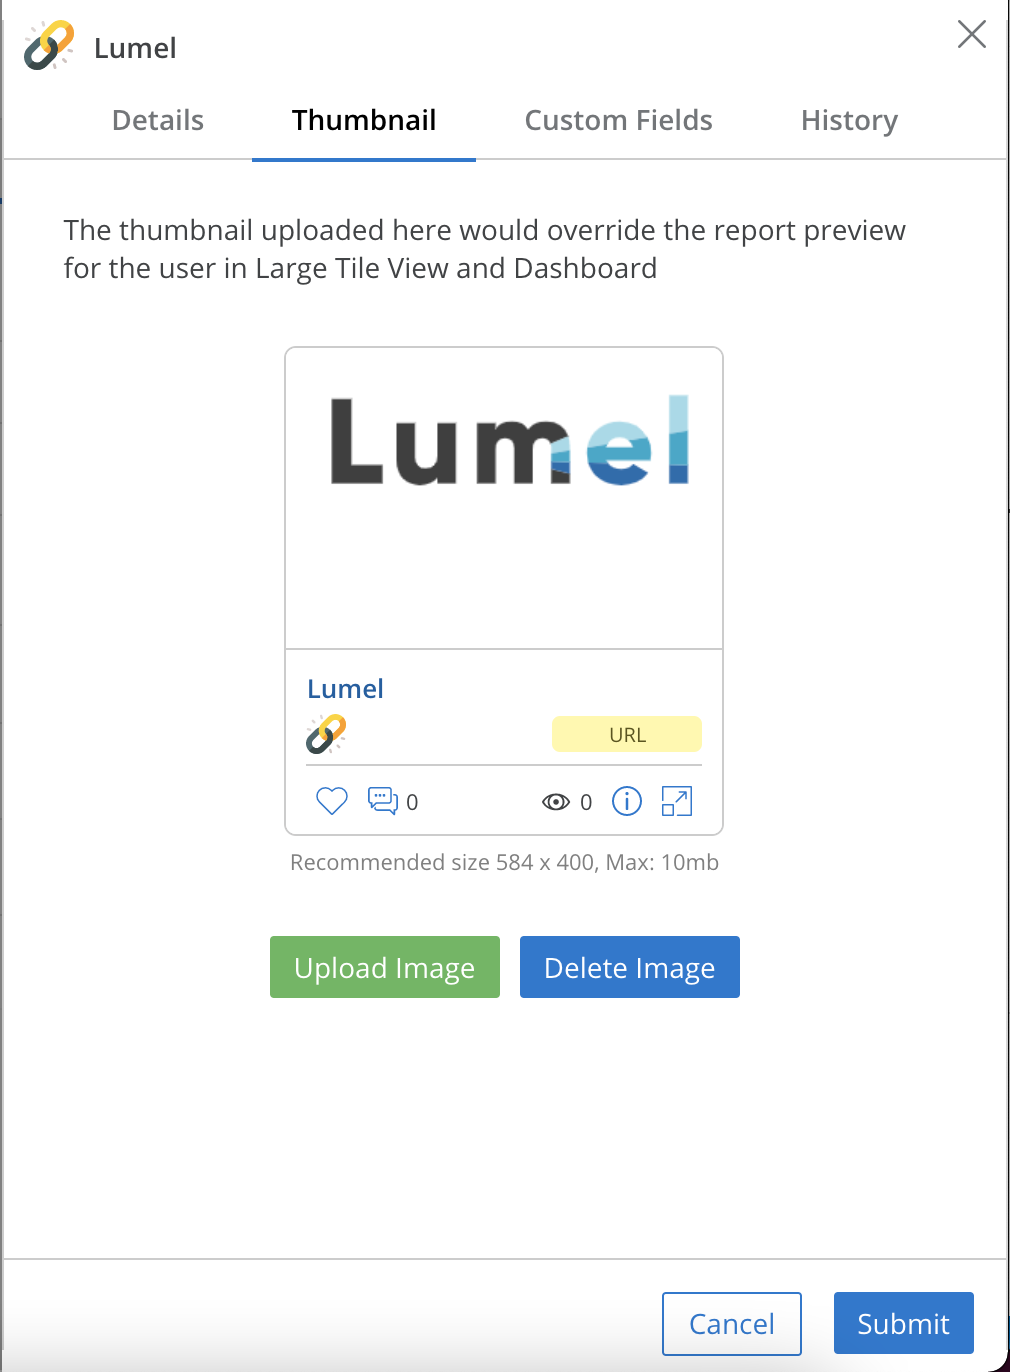 Lumel
Details
Thumbnail
Custom Fields
History
The thumbnail uploaded here would override the report preview
for the user in Large Tile View and Dashboard
Lumel
Lumel
URL
0
0
Recommended size 584 x 400, Max: 10mb
Upload Image
Delete Image
Cancel
Submit